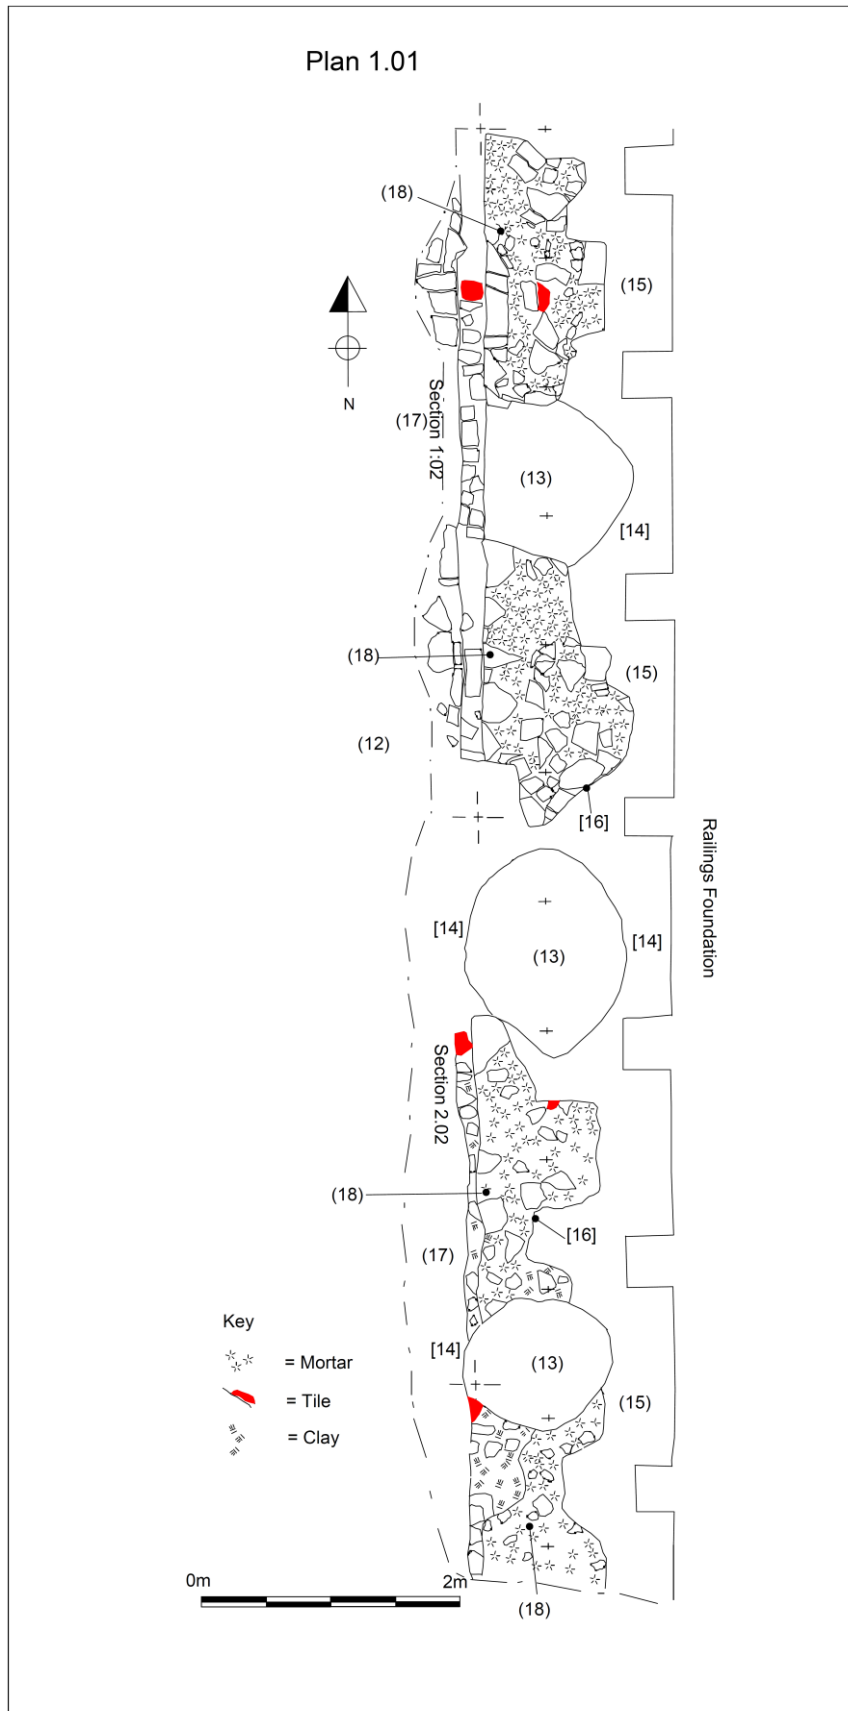 Plan 1.01
(18)
(15)
N
Section 1:02
(17)
(13)
[14]
(18)
(15)
(12)
[16]
Railings Foundation
[14]
(13)
[14]
Section 2.02
(18)
[16]
(17)
Key
[14]
(13)
= Mortar
(15)
= Tile
= Clay
0m
2m
(18)